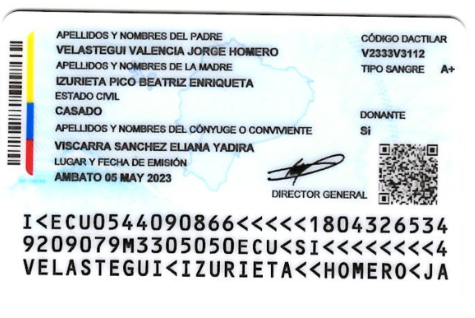 APELLIDOS Y NOMBRES DEL PADRE
VELASTEGUI VALENCIA JORGE HOMERO
APELLIDOS Y NOMBRES DE LA MADRE
IZURIETA PICO BEATRIZ ENRIQUETA
ESTADO CIVIL
CASADO
APELLIDOS Y NOMBRES DEL CÓNYUGE O CONVIVIENTE
VISCARRA SANCHEZ ELIANA YADIRA
LUGAR Y FECHA DE EMISIÓN
AMBATO 05 MAY 2023
CÓDIGO DACTILAR
V2333V3112
TIPO SANGRE A+
DONANTE
Si
DIRECTOR GENERAL
I<ECU0544090866<<<<<<1804326534
9209079M3305050ECU<SI<<<<<<<<4
VELASTEGUI<IZURIETA<<HOMERO<JA